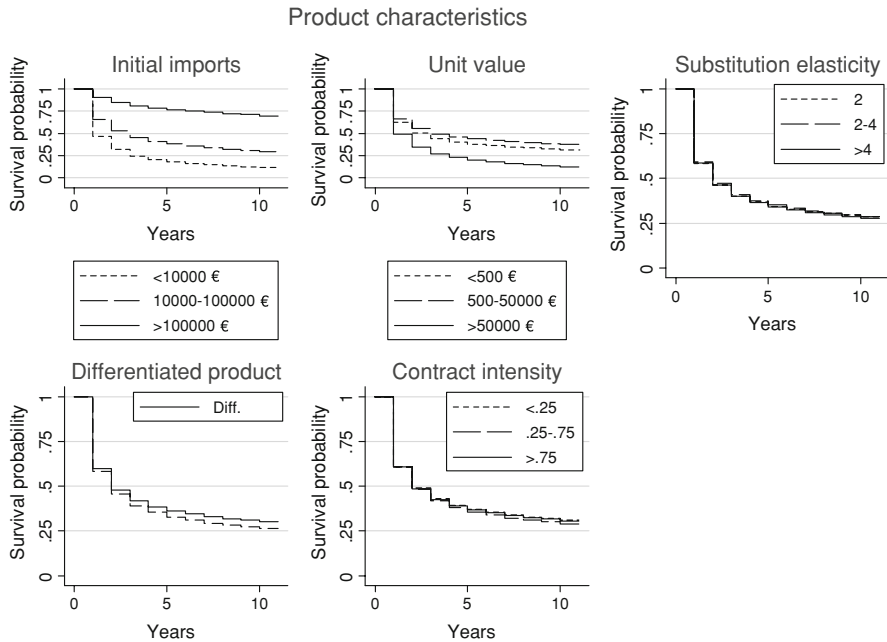 Product characteristics
Initial imports
Survival probability
0 .25 .5 .75 1
0 5 10
Years
<10000 €
10000-100000 €
>100000 €
Unit value
Survival probability
0 .25 .5 .75 1
0 5 10
Years
<500 €
500-50000 €
>50000 €
Substitution elasticity
Survival probability
0 .25 .5 .75 1
2
2-4
>4
0 5 10
Years
Differentiated product
Survival probability
0 .25 .5 .75 1
Diff.
0 5 10
Years
Contract intensity
Survival probability
0 .25 .5 .75 1
<.25
.25-.75
>.75
0 5 10
Years